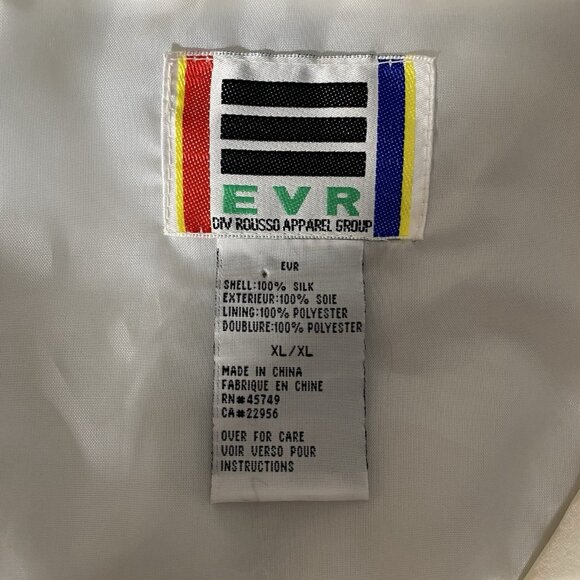 EVR
DIV ROUSSO APPAREL GROUP
EVR
SHELL:100% SILK
EXTERIEUR:100% SOIE
LINING:100% POLYESTER
DOUBLURE:100% POLYESTER
XL/XL
MADE IN CHINA
FABRIQUE EN CHINE
RN#45749
CA#22956
OVER FOR CARE
VOIR VERSO POUR
INSTRUCTIONS